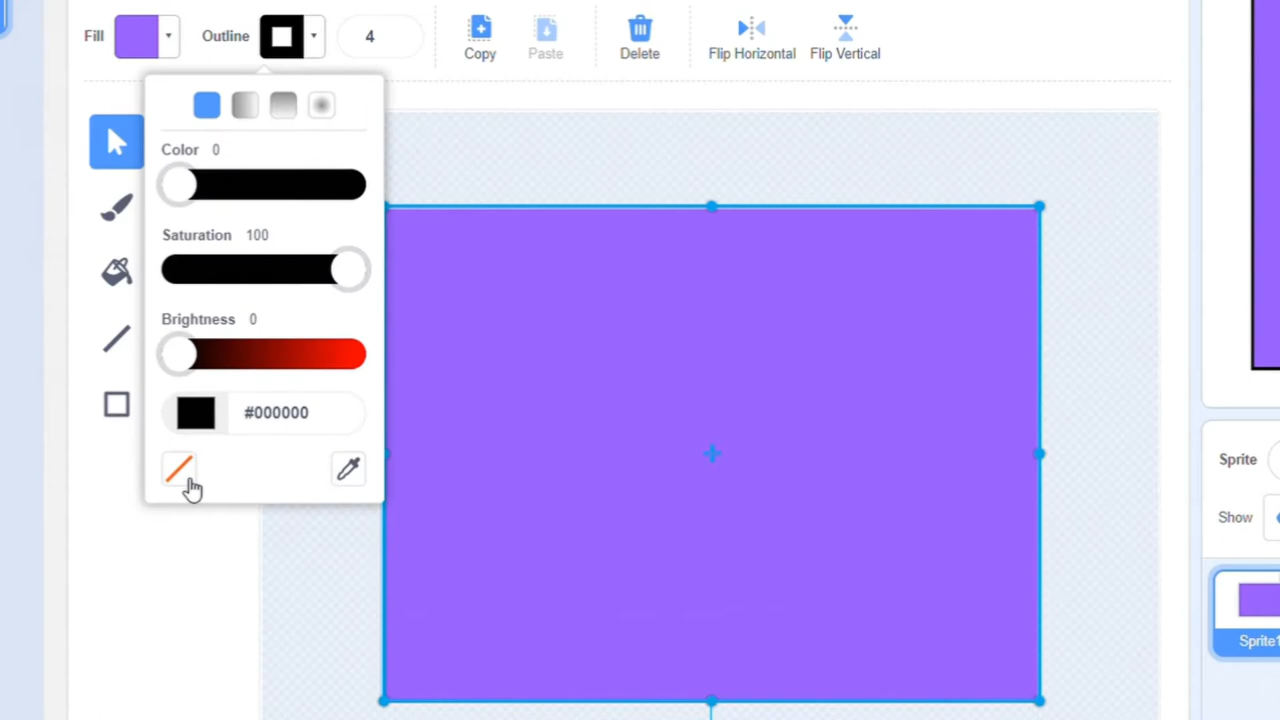 Fill
Outline
4
Copy
Paste
Delete
Flip Horizontal
Flip Vertical
Color 0
Saturation 100
Brightness 0
#000000
Sprite
Show
Sprite1